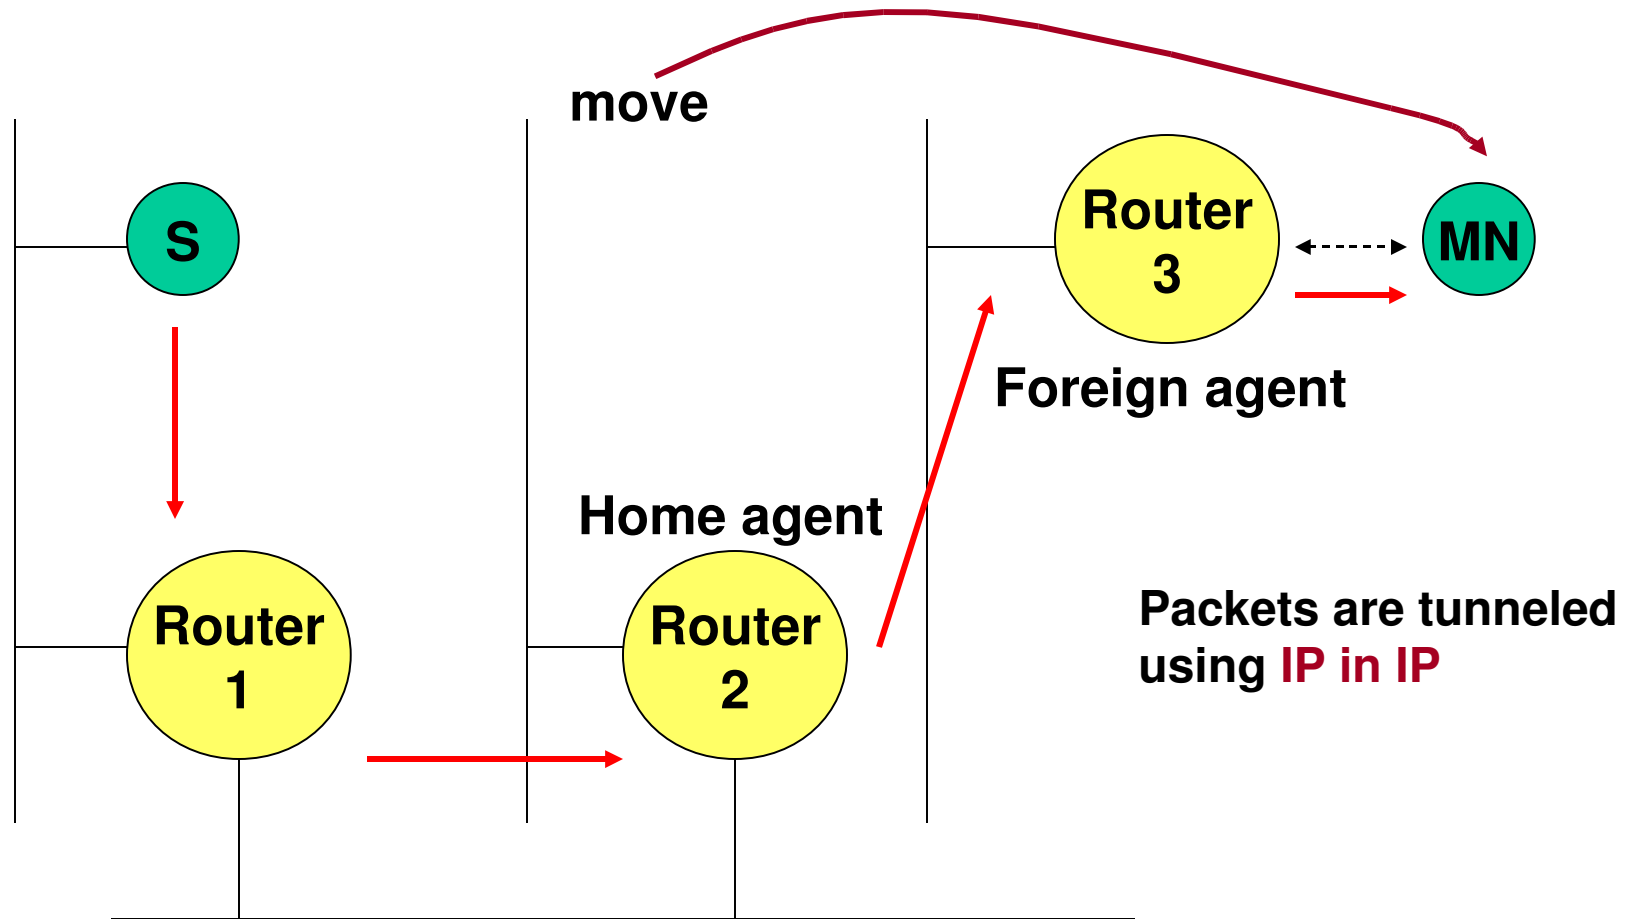 move
S
Router
3
MN
Foreign agent
Home agent
Router
1
Router
2
Packets are tunneled
using IP in IP